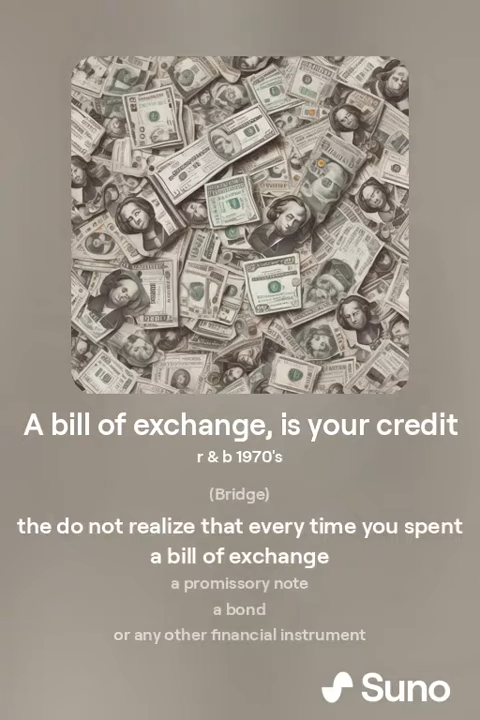 A bill of exchange, is your credit
r & b 1970's
(Bridge)
the do not realize that every time you spent
a bill of exchange
a promissory note
a bond
or any other financial instrument
Suno